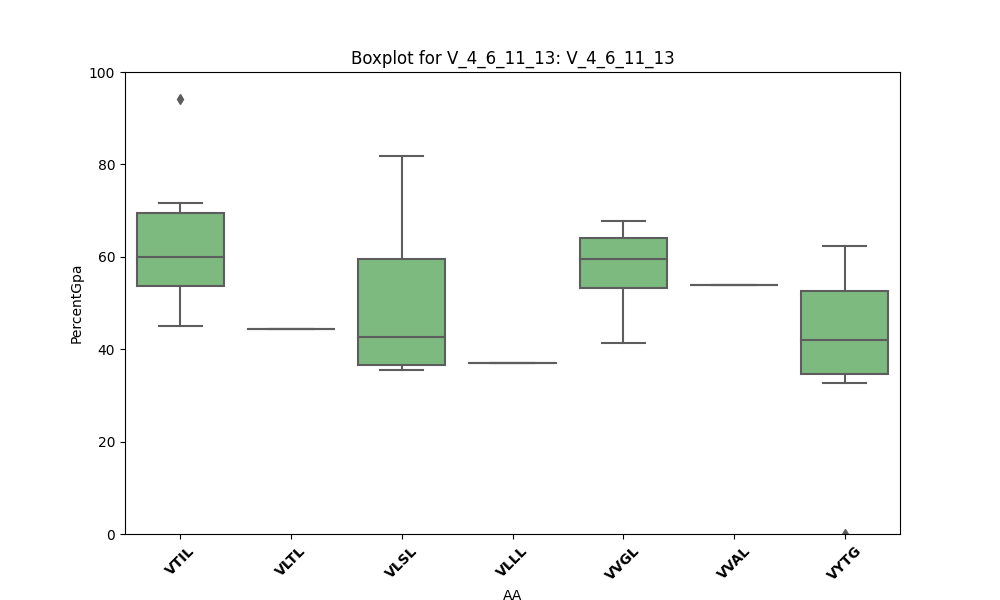 Boxplot for V_4_6_11_13: V_4_6_11_13
100
80
60
40
20
0
PercentGpa
VTIL
VLTL
VLSL
VLLL
VVGL
VVAL
VYTG
AA